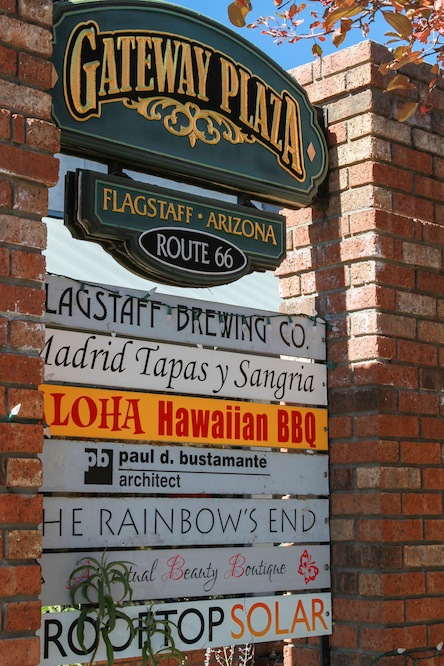 GATEWAY PLAZA
FLAGSTAFF · ARIZONA
ROUTE 66
LAGSTAFF BREWING CO.
Madrid Tapas y Sangria
LOHA Hawaiian BBQ
pb paul d. bustamante
architect
HE RAINBOW'S END
tual Beauty Boutique
ROOFTOP SOLAR